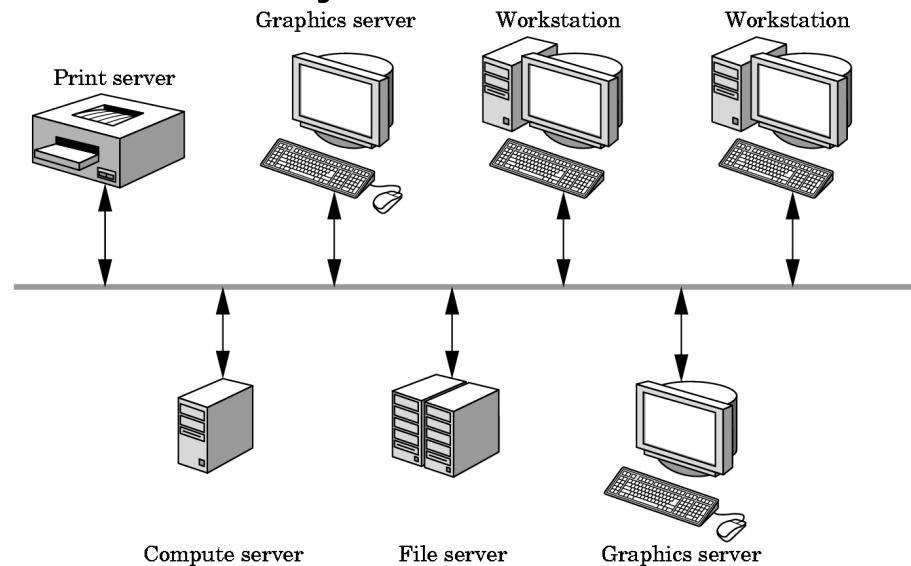 Graphics server
Workstation
Workstation
Print server
Compute server
File server
Graphics server